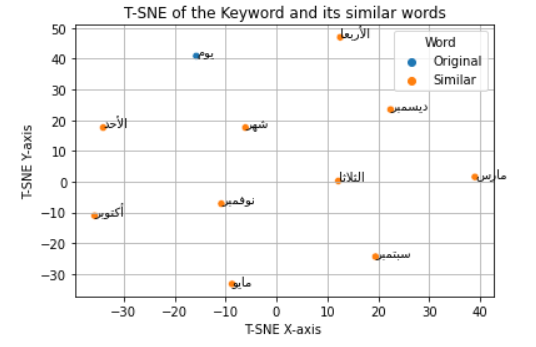 T-SNE of the Keyword and its similar words
50
40
30
20
10
0
−10
−20
−30
T-SNE Y-axis
Word
Original
Similar
الأربعا
يوم
ديسمبر
الأحد
شهر
مارس
الثلاثا
نوفمبر
أكتوبر
سبتمبر
مايو
−30
−20
−10
0
10
20
30
40
T-SNE X-axis